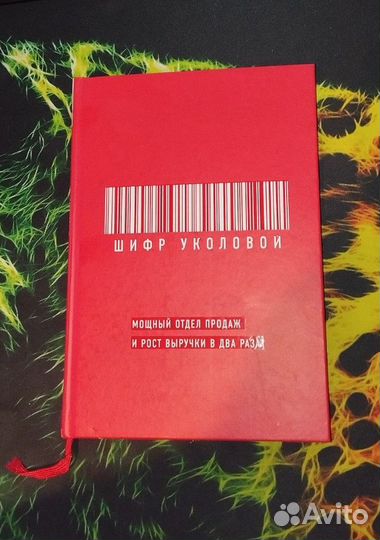 ШИФР УКОЛОВОЙ
МОЩНЫЙ ОТДЕЛ ПРОДАЖ
И РОСТ ВЫРУЧКИ В ДВА РАЗА
Avito